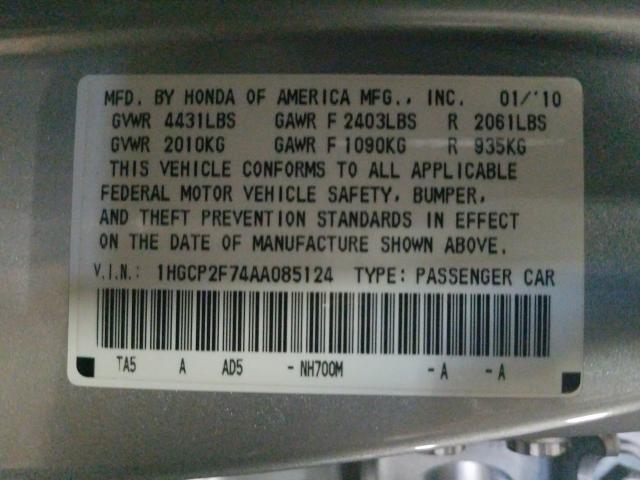 MFD. BY HONDA OF AMERICA MFG., INC. 01/'10
GVWR 4431LBS GAWR F 2403LBS R 2061LBS
GVWR 2010KG GAWR F 1090KG R 935KG
THIS VEHICLE CONFORMS TO ALL APPLICABLE
FEDERAL MOTOR VEHICLE SAFETY, BUMPER,
AND THEFT PREVENTION STANDARDS IN EFFECT
ON THE DATE OF MANUFACTURE SHOWN ABOVE.
V.I.N.: 1HGCP2F74AA085124 TYPE: PASSENGER CAR
TA5 A AD5 - NH700M - A - A